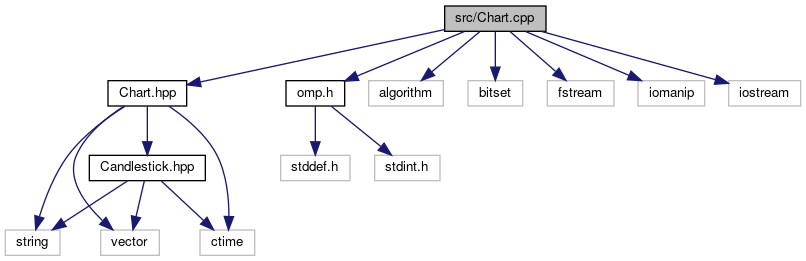 src/Chart.cpp
Chart.hpp
omp.h
algorithm
bitset
fstream
iomanip
iostream
Candlestick.hpp
stddef.h
stdint.h
string
vector
ctime